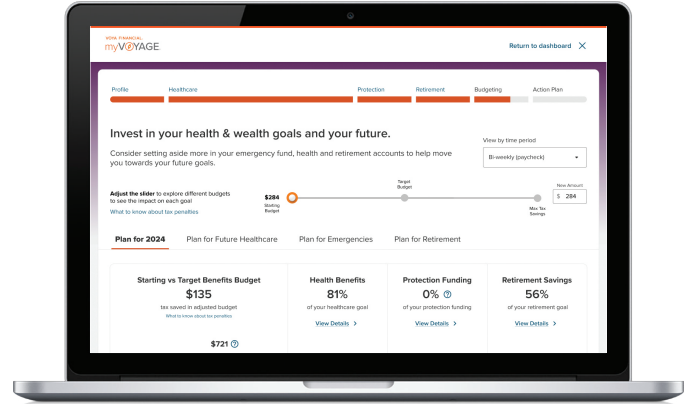 VOYA FINANCIAL
myVOYAGE
Return to dashboard X
Profile Healthcare Protection Retirement Budgeting Action Plan
Invest in your health & wealth goals and your future.
Consider setting aside more in your emergency fund, health and retirement accounts to help move
you towards your future goals.
View by time period
Bi-weekly (paycheck)
Adjust the slider to explore different budgets
to see the impact on each goal
What to know about tax penalties
$284
Starting
Budget
Target
Budget
Max Tax
Savings
New Amount
$ 284
Plan for 2024 Plan for Future Healthcare Plan for Emergencies Plan for Retirement
Starting vs Target Benefits Budget
$135
tax saved in adjusted budget
What to know about tax penalties
$721 ?
Health Benefits
81%
of your healthcare goal
View Details >
Protection Funding
0% ?
of your protection funding
View Details >
Retirement Savings
56%
of your retirement goal
View Details >